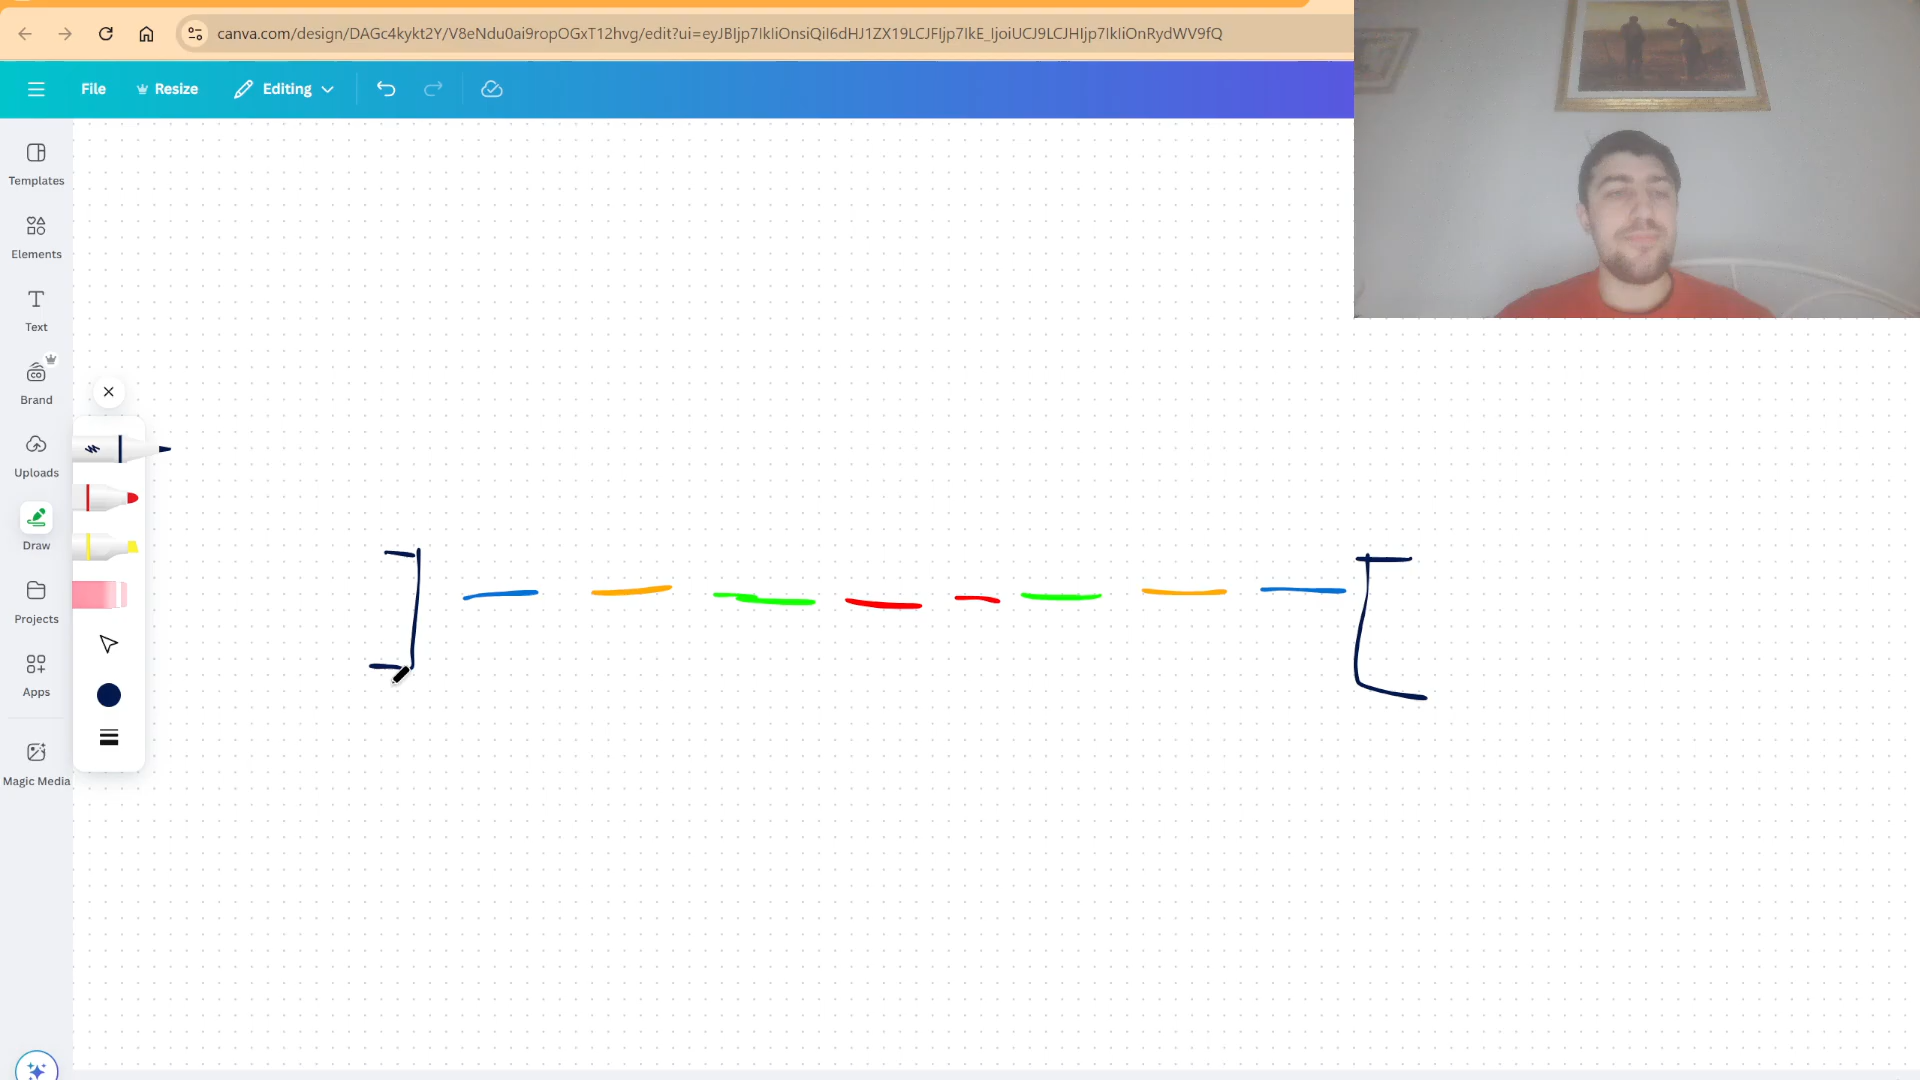 canva.com/design/DAGc4kykt2Y/V8eNdu0ai9ropOGxT12hvg/edit?ui=eyJBIjp7IkIiOnsiQiI6dHJ1ZX19LCJFIjp7IkE_IjoiUCJ9LCJHIjp7IkIiOnRydWV9fQ
File Resize Editing
Templates
Elements
Text
Brand
Uploads
Draw
Projects
Apps
Magic Media